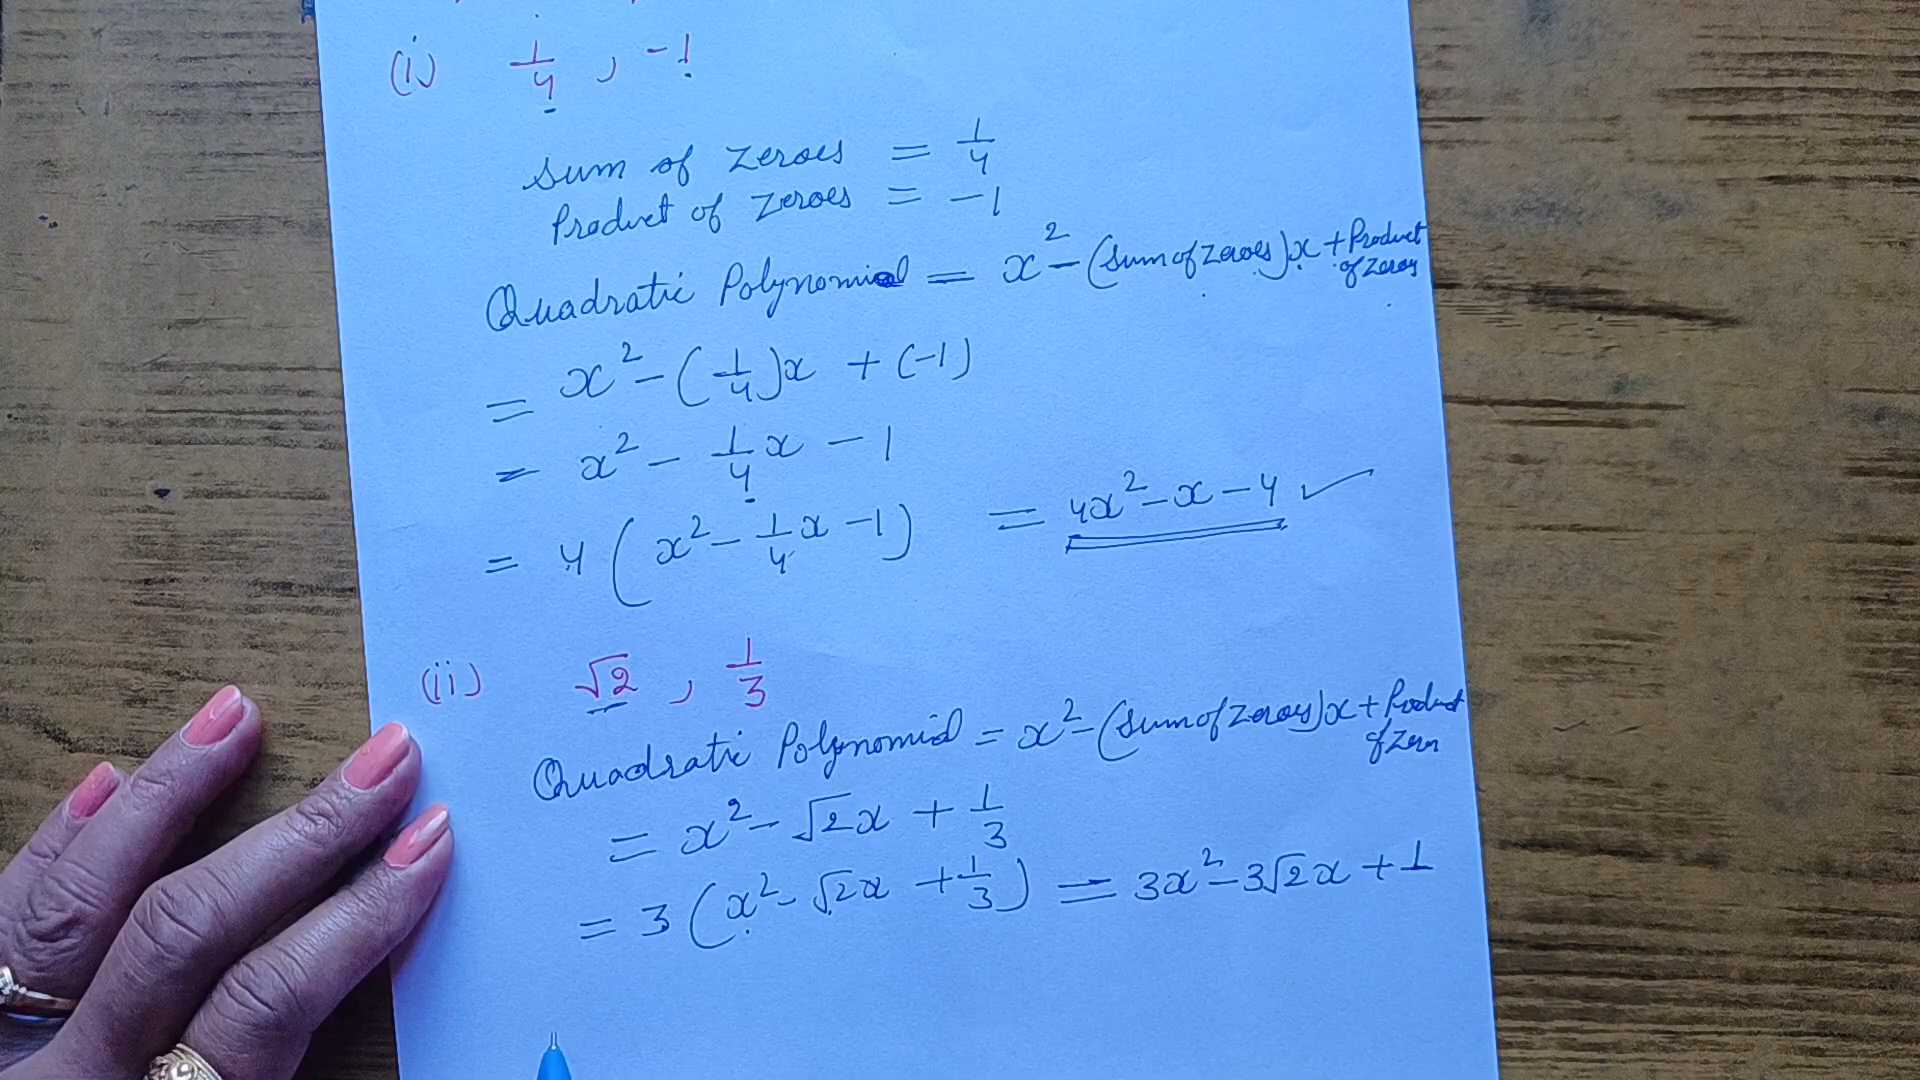 (i) 1/4 , -1
Sum of zeroes = 1/4
Product of zeroes = -1
Quadratic Polynomial = x² - (Sum of zeroes)x + Product of zeroes
= x² - (1/4)x + (-1)
= x² - 1/4 x - 1
= 4 ( x² - 1/4 x - 1 ) = 4x² - x - 4 ✓
(ii) √2 , 1/3
Quadratic Polynomial = x² - (Sum of zeroes)x + Product of
= x² - √2x + 1/3
= 3 ( x² - √2x + 1/3 ) = 3x² - 3√2x + 1